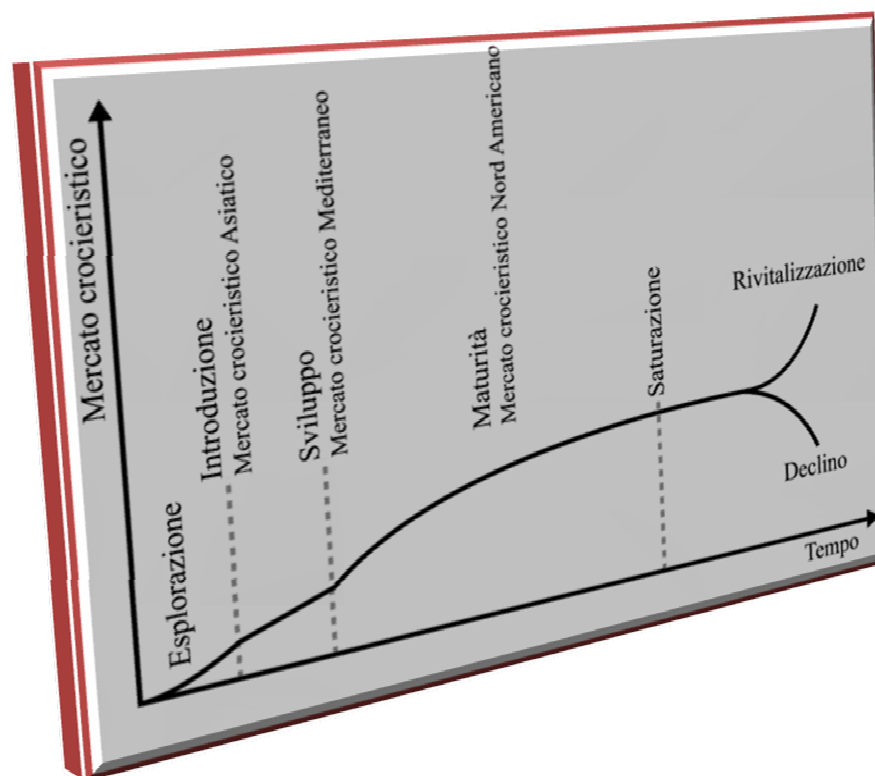 Mercato crocieristico
Esplorazione
Introduzione
Mercato crocieristico Asiatico
Sviluppo
Mercato crocieristico Mediterraneo
Maturità
Mercato crocieristico Nord Americano
Saturazione
Rivitalizzazione
Declino
Tempo